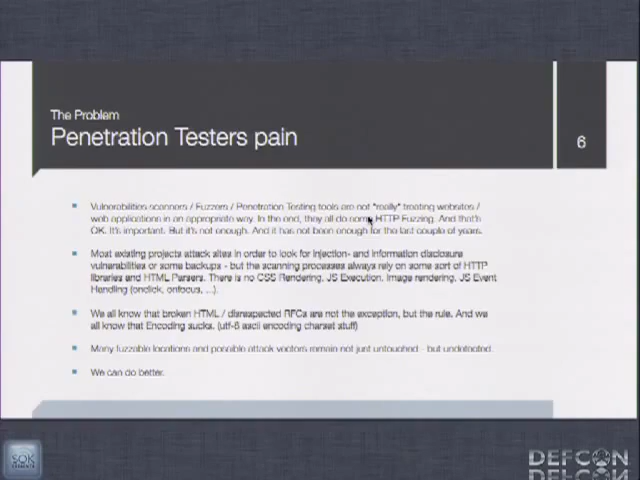 The Problem
Penetration Testers pain
6
Vulnerabilities scanners / Fuzzers / Penetration Testing tools are not "really" treating websites /
web applications in an appropriate way. In the end, they all do some HTTP Fuzzing. And that's
OK. It's important. But it's not enough. And it has not been enough for the last couple of years.
Most existing projects attack sites in order to look for injection- and information disclosure
vulnerabilities or some backups - but the scanning processes always rely on some sort of HTTP
libraries and HTML Parsers. There is no CSS Rendering, JS Execution, Image rendering, JS Event
Handling (onclick, onfocus, ...).
We all know that broken HTML / disrespected RFCs are not the exception, but the rule. And we
all know that Encoding sucks. (utf-8 ascii encoding charset stuff)
Many fuzzable locations and possible attack vectors remain not just untouched - but undetected.
We can do better.
DEFCON